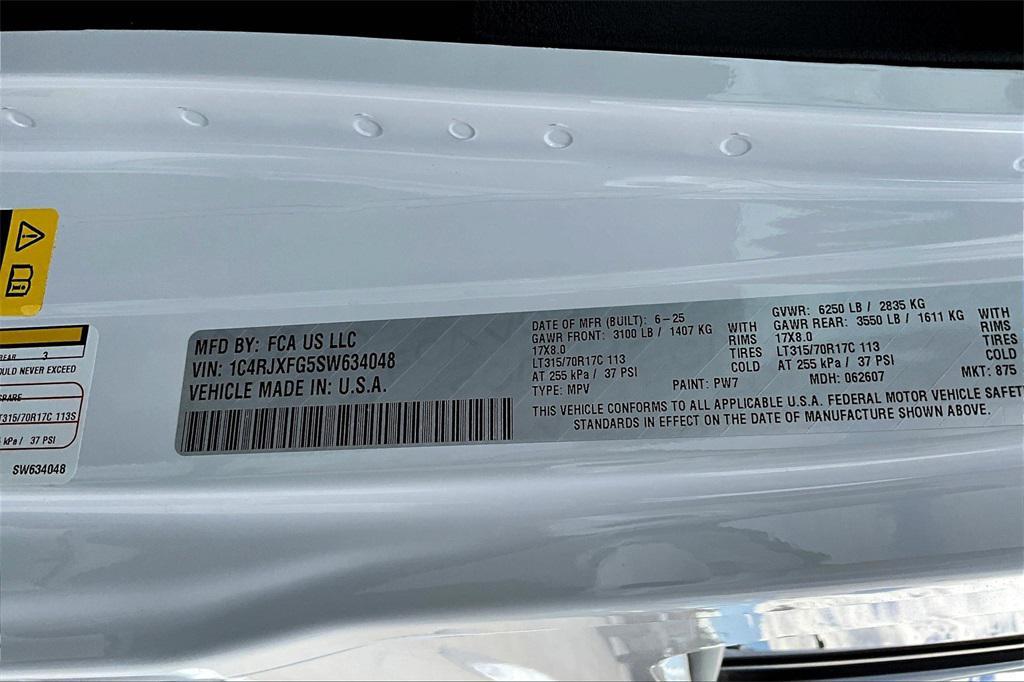 REAR 3
OULD NEVER EXCEED
SPARE
LT315/70R17C 113S
kPa / 37 PSI
SW634048
MFD BY: FCA US LLC
VIN: 1C4RJXFG5SW634048
VEHICLE MADE IN: U.S.A.
DATE OF MFR (BUILT): 6-25
GAWR FRONT: 3100 LB / 1407 KG WITH
17X8.0 RIMS
LT315/70R17C 113 TIRES
AT 255 kPa / 37 PSI COLD
TYPE: MPV PAINT: PW7
GVWR: 6250 LB / 2835 KG
GAWR REAR: 3550 LB / 1611 KG WITH
17X8.0 RIMS
LT315/70R17C 113 TIRES
AT 255 kPa / 37 PSI COLD
MDH: 062607 MKT: 875
THIS VEHICLE CONFORMS TO ALL APPLICABLE U.S.A. FEDERAL MOTOR VEHICLE SAFET
STANDARDS IN EFFECT ON THE DATE OF MANUFACTURE SHOWN ABOVE.